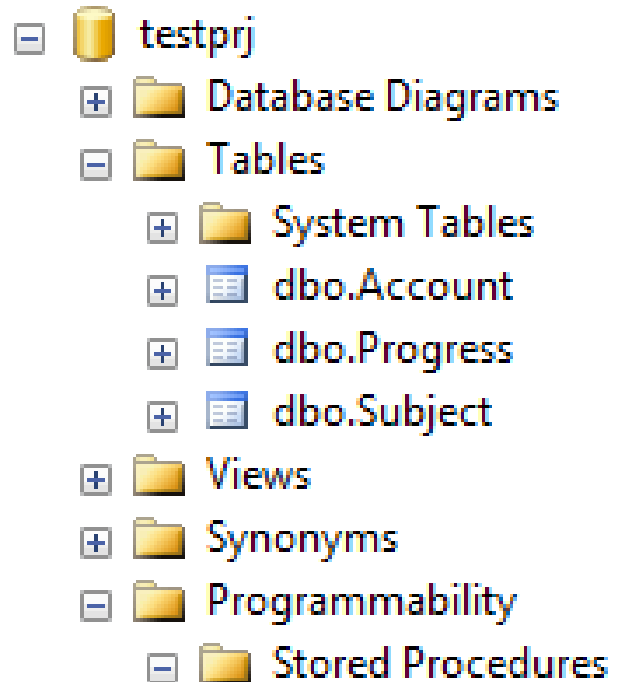 testprj
Database Diagrams
Tables
System Tables
dbo.Account
dbo.Progress
dbo.Subject
Views
Synonyms
Programmability
Stored Procedures